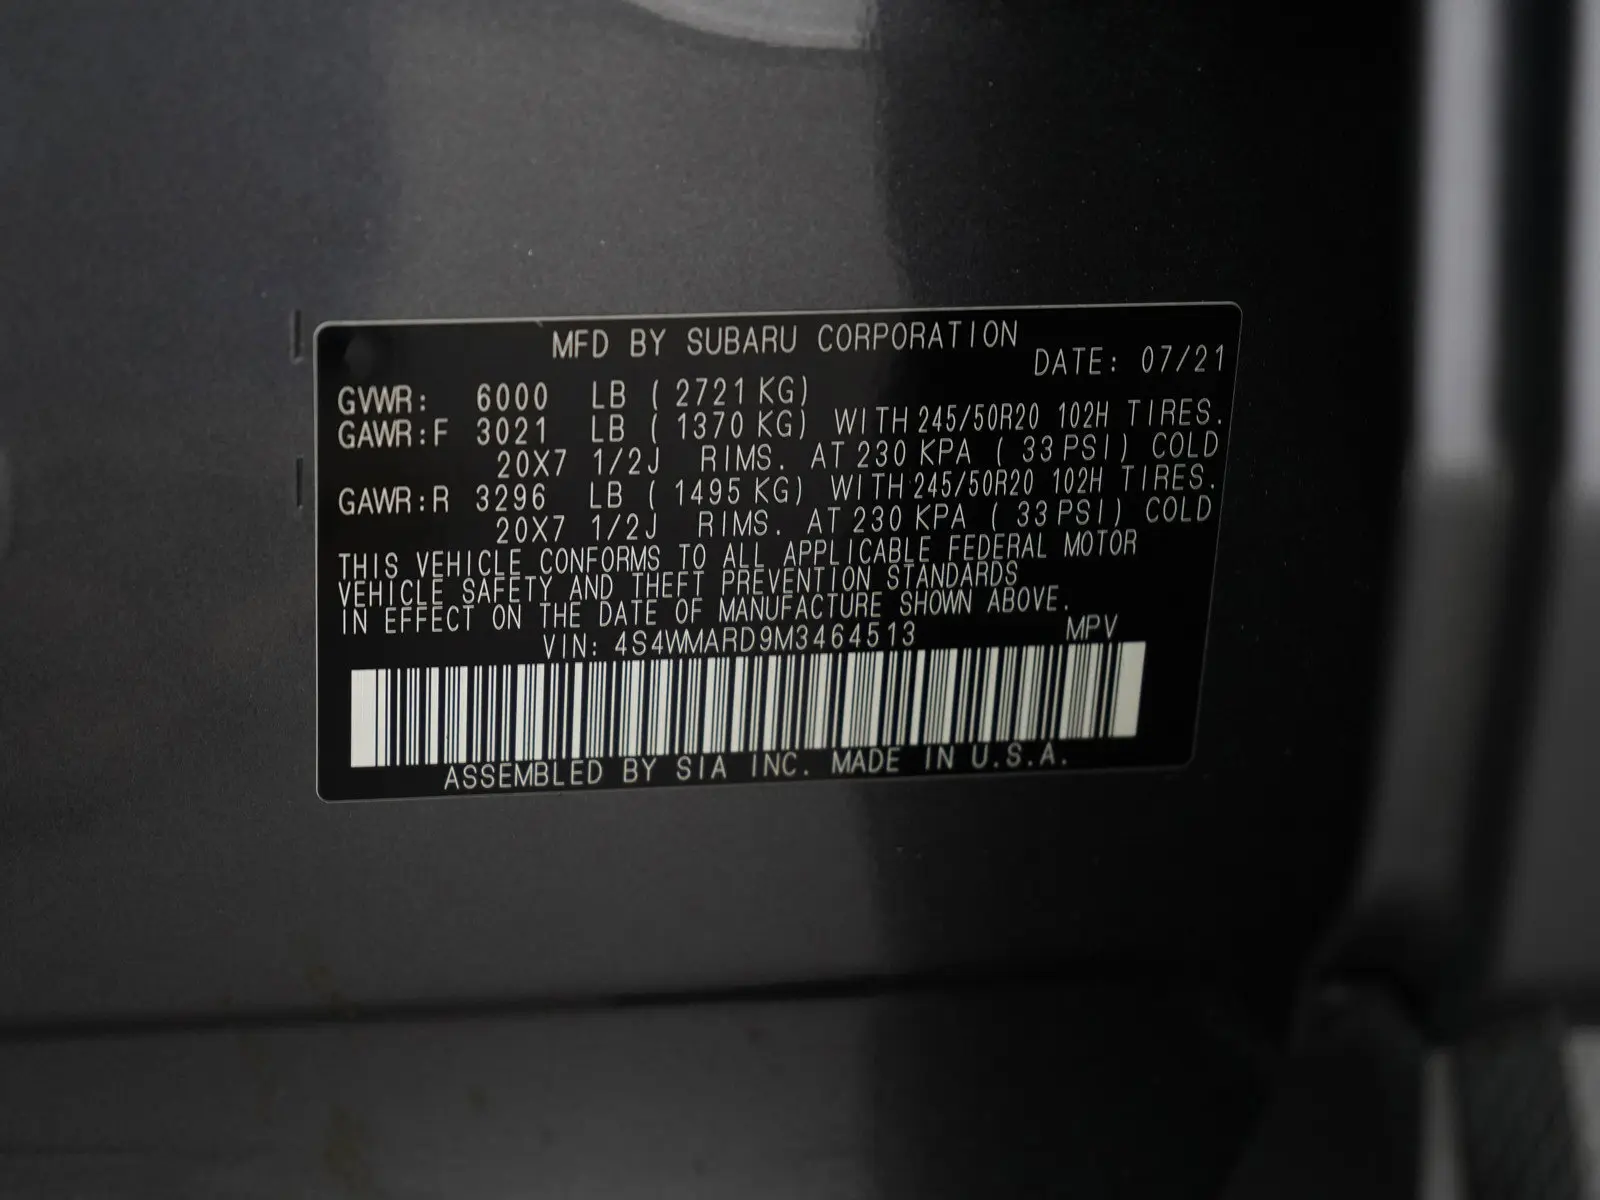 MFD BY SUBARU CORPORATION
DATE: 07/21
GVWR: 6000 LB ( 2721 KG)
GAWR:F 3021 LB ( 1370 KG) WITH 245/50R20 102H TIRES.
20X7 1/2J RIMS. AT 230 KPA ( 33 PSI) COLD
GAWR:R 3296 LB ( 1495 KG) WITH 245/50R20 102H TIRES.
20X7 1/2J RIMS. AT 230 KPA ( 33 PSI) COLD
THIS VEHICLE CONFORMS TO ALL APPLICABLE FEDERAL MOTOR
VEHICLE SAFETY AND THEFT PREVENTION STANDARDS
IN EFFECT ON THE DATE OF MANUFACTURE SHOWN ABOVE.
VIN: 4S4WMARD9M3464513 MPV
ASSEMBLED BY SIA INC. MADE IN U.S.A.